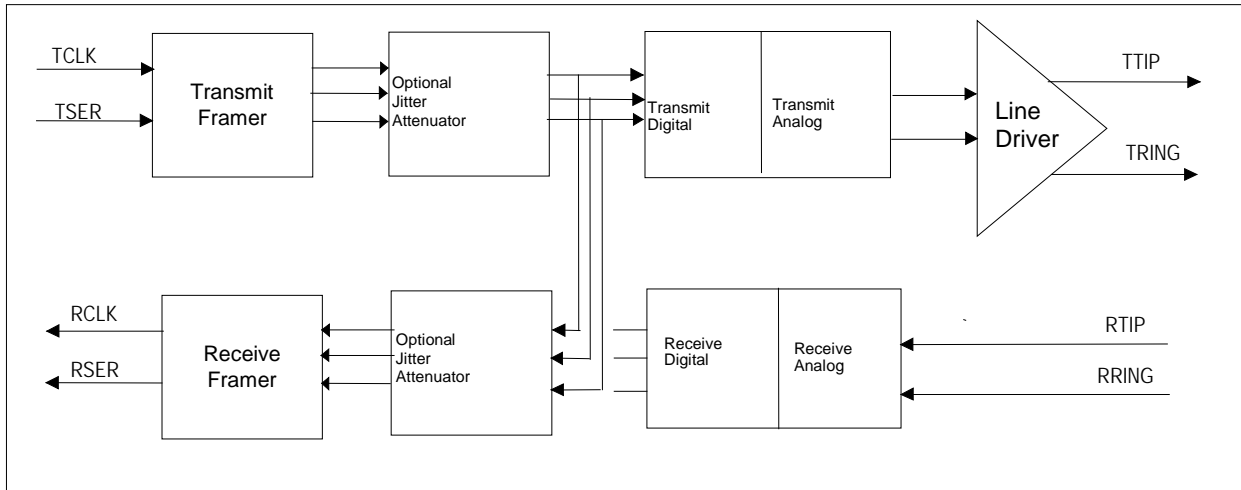 TCLK
TSER
Transmit
Framer
Optional
Jitter
Attenuator
Transmit
Digital
Transmit
Analog
Line
Driver
TTIP
TRING
RCLK
RSER
Receive
Framer
Optional
Jitter
Attenuator
Receive
Digital
Receive
Analog
`
RTIP
RRING